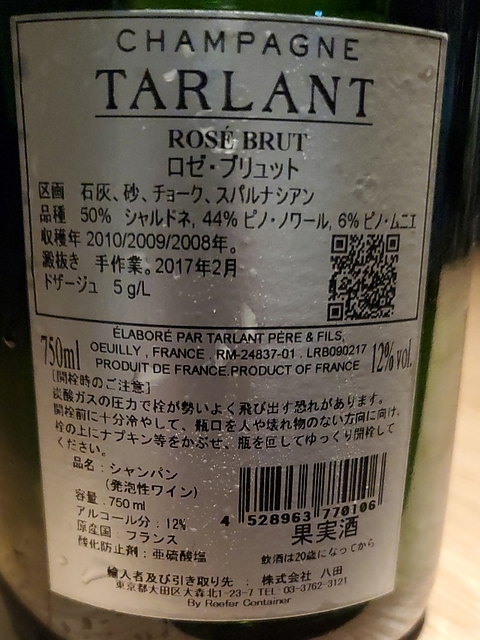 CHAMPAGNE
TARLANT
ROSÉ BRUT
ロゼ・ブリュット
区画 石灰、砂、チョーク、スパルナシアン
品種 50% シャルドネ, 44% ピノ・ノワール, 6% ピノ・ムニエ
収穫年 2010/2009/2008年。
澱抜き 手作業。2017年2月
ドザージュ 5 g/L
ÉLABORÉ PAR TARLANT PÈRE & FILS,
750ml OEUILLY , FRANCE . RM-24837-01 . LRB090217 12% vol.
PRODUIT DE FRANCE.PRODUCT OF FRANCE
[開栓時のご注意]
炭酸ガスの圧力で栓が勢いよく飛び出す恐れがあります。
開栓前に十分冷やして、瓶口を人や壊れ物のない方向に向け、
栓の上にナプキン等をかぶせ、瓶を回してゆっくり開栓して
ください。
品名 : シャンパン
(発泡性ワイン)
容量 : 750 ml
アルコール分 : 12%
原産国 : フランス
酸化防止剤 : 亜硫酸塩
4 528963 770106
果実酒
飲酒は20歳になってから
輸入者及び引き取り先 : 株式会社 八田
東京都大田区大森北1-23-7 TEL 03-3762-3121
By Reefer Container